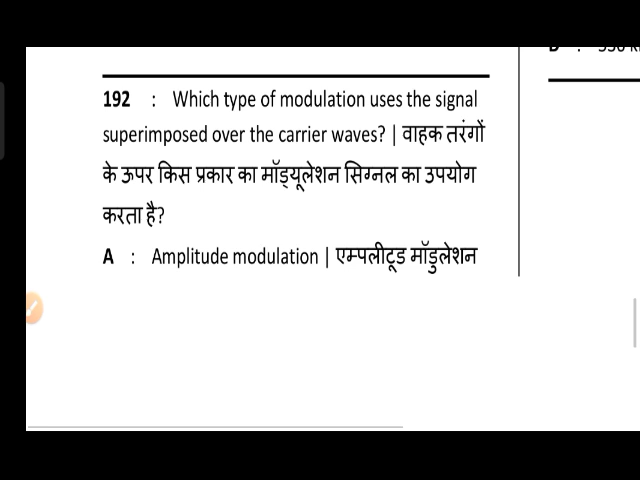 192 : Which type of modulation uses the signal
superimposed over the carrier waves? | वाहक तरंगों
के ऊपर किस प्रकार का मॉड्यूलेशन सिग्नल का उपयोग
करता है?
A : Amplitude modulation | एम्पलीटूड मॉडुलेशन